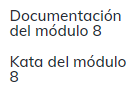 Documentación
del módulo 8
Kata del módulo
8